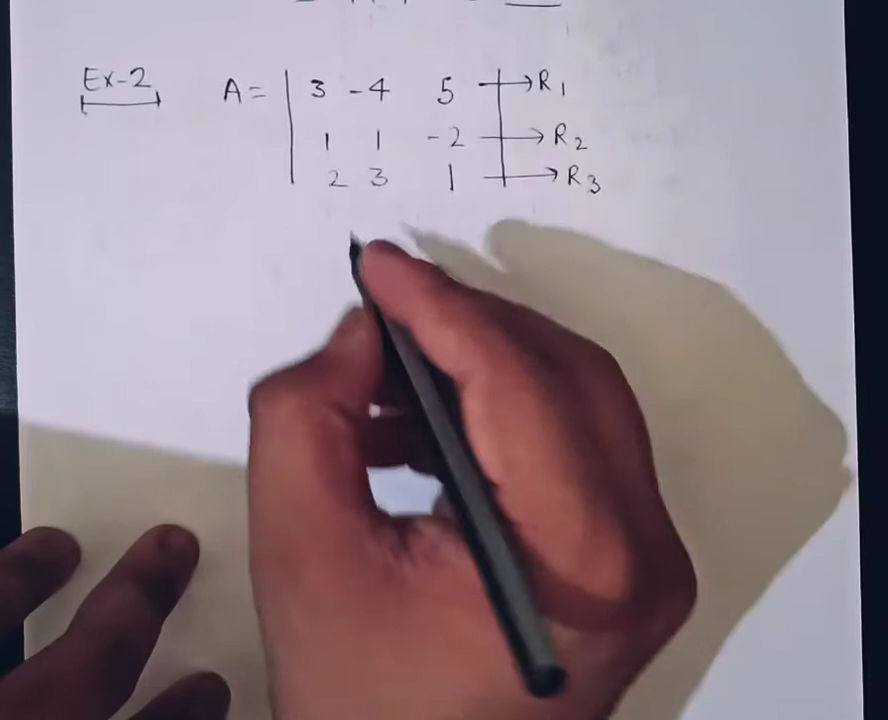 Ex-2 A = | 3 -4 5 | → R1
| 1 1 -2 | → R2
| 2 3 1 | → R3